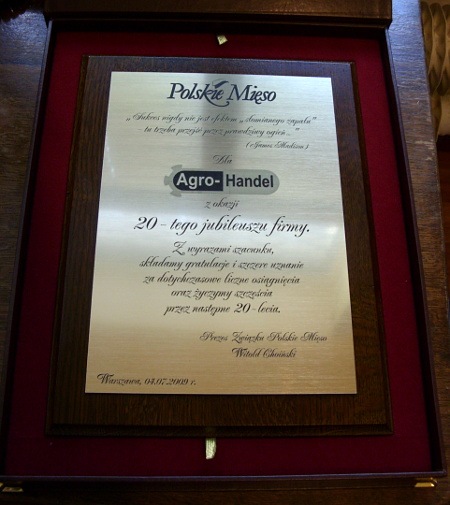 Polskie Mięso
„Sukces nigdy nie jest efektem „słomianego zapału"
tu trzeba przejść przez prawdziwy ogień..."
(James Madison)
Dla
Agro-Handel
z okazji
20 - tego jubileuszu firmy.
Z wyrazami szacunku,
składamy gratulacje i szczere uznanie
za dotychczasowe liczne osiągnięcia
oraz życzymy szczęścia
przez następne 20-lecia.
Prezes Związku Polskie Mięso
Witold Choiński
Warszawa, 04.07.2009 r.